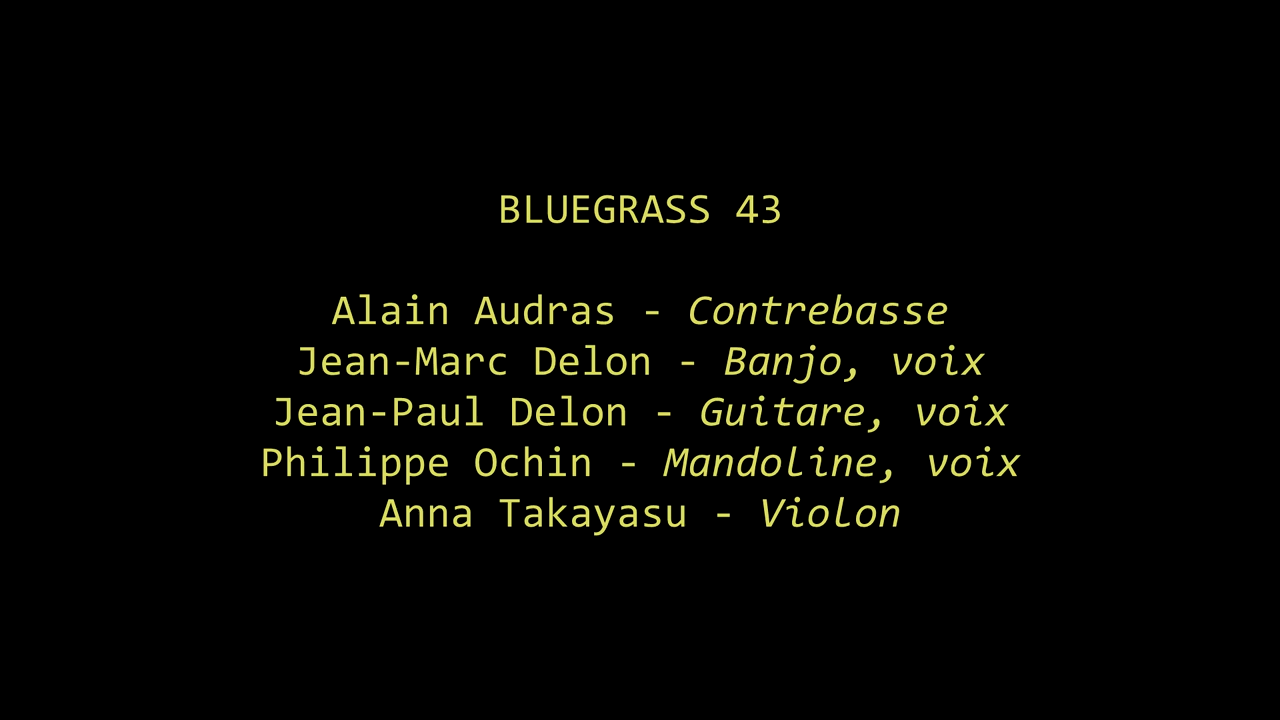 BLUEGRASS 43
Alain Audras - Contrebasse
Jean-Marc Delon - Banjo, voix
Jean-Paul Delon - Guitare, voix
Philippe Ochin - Mandoline, voix
Anna Takayasu - Violon